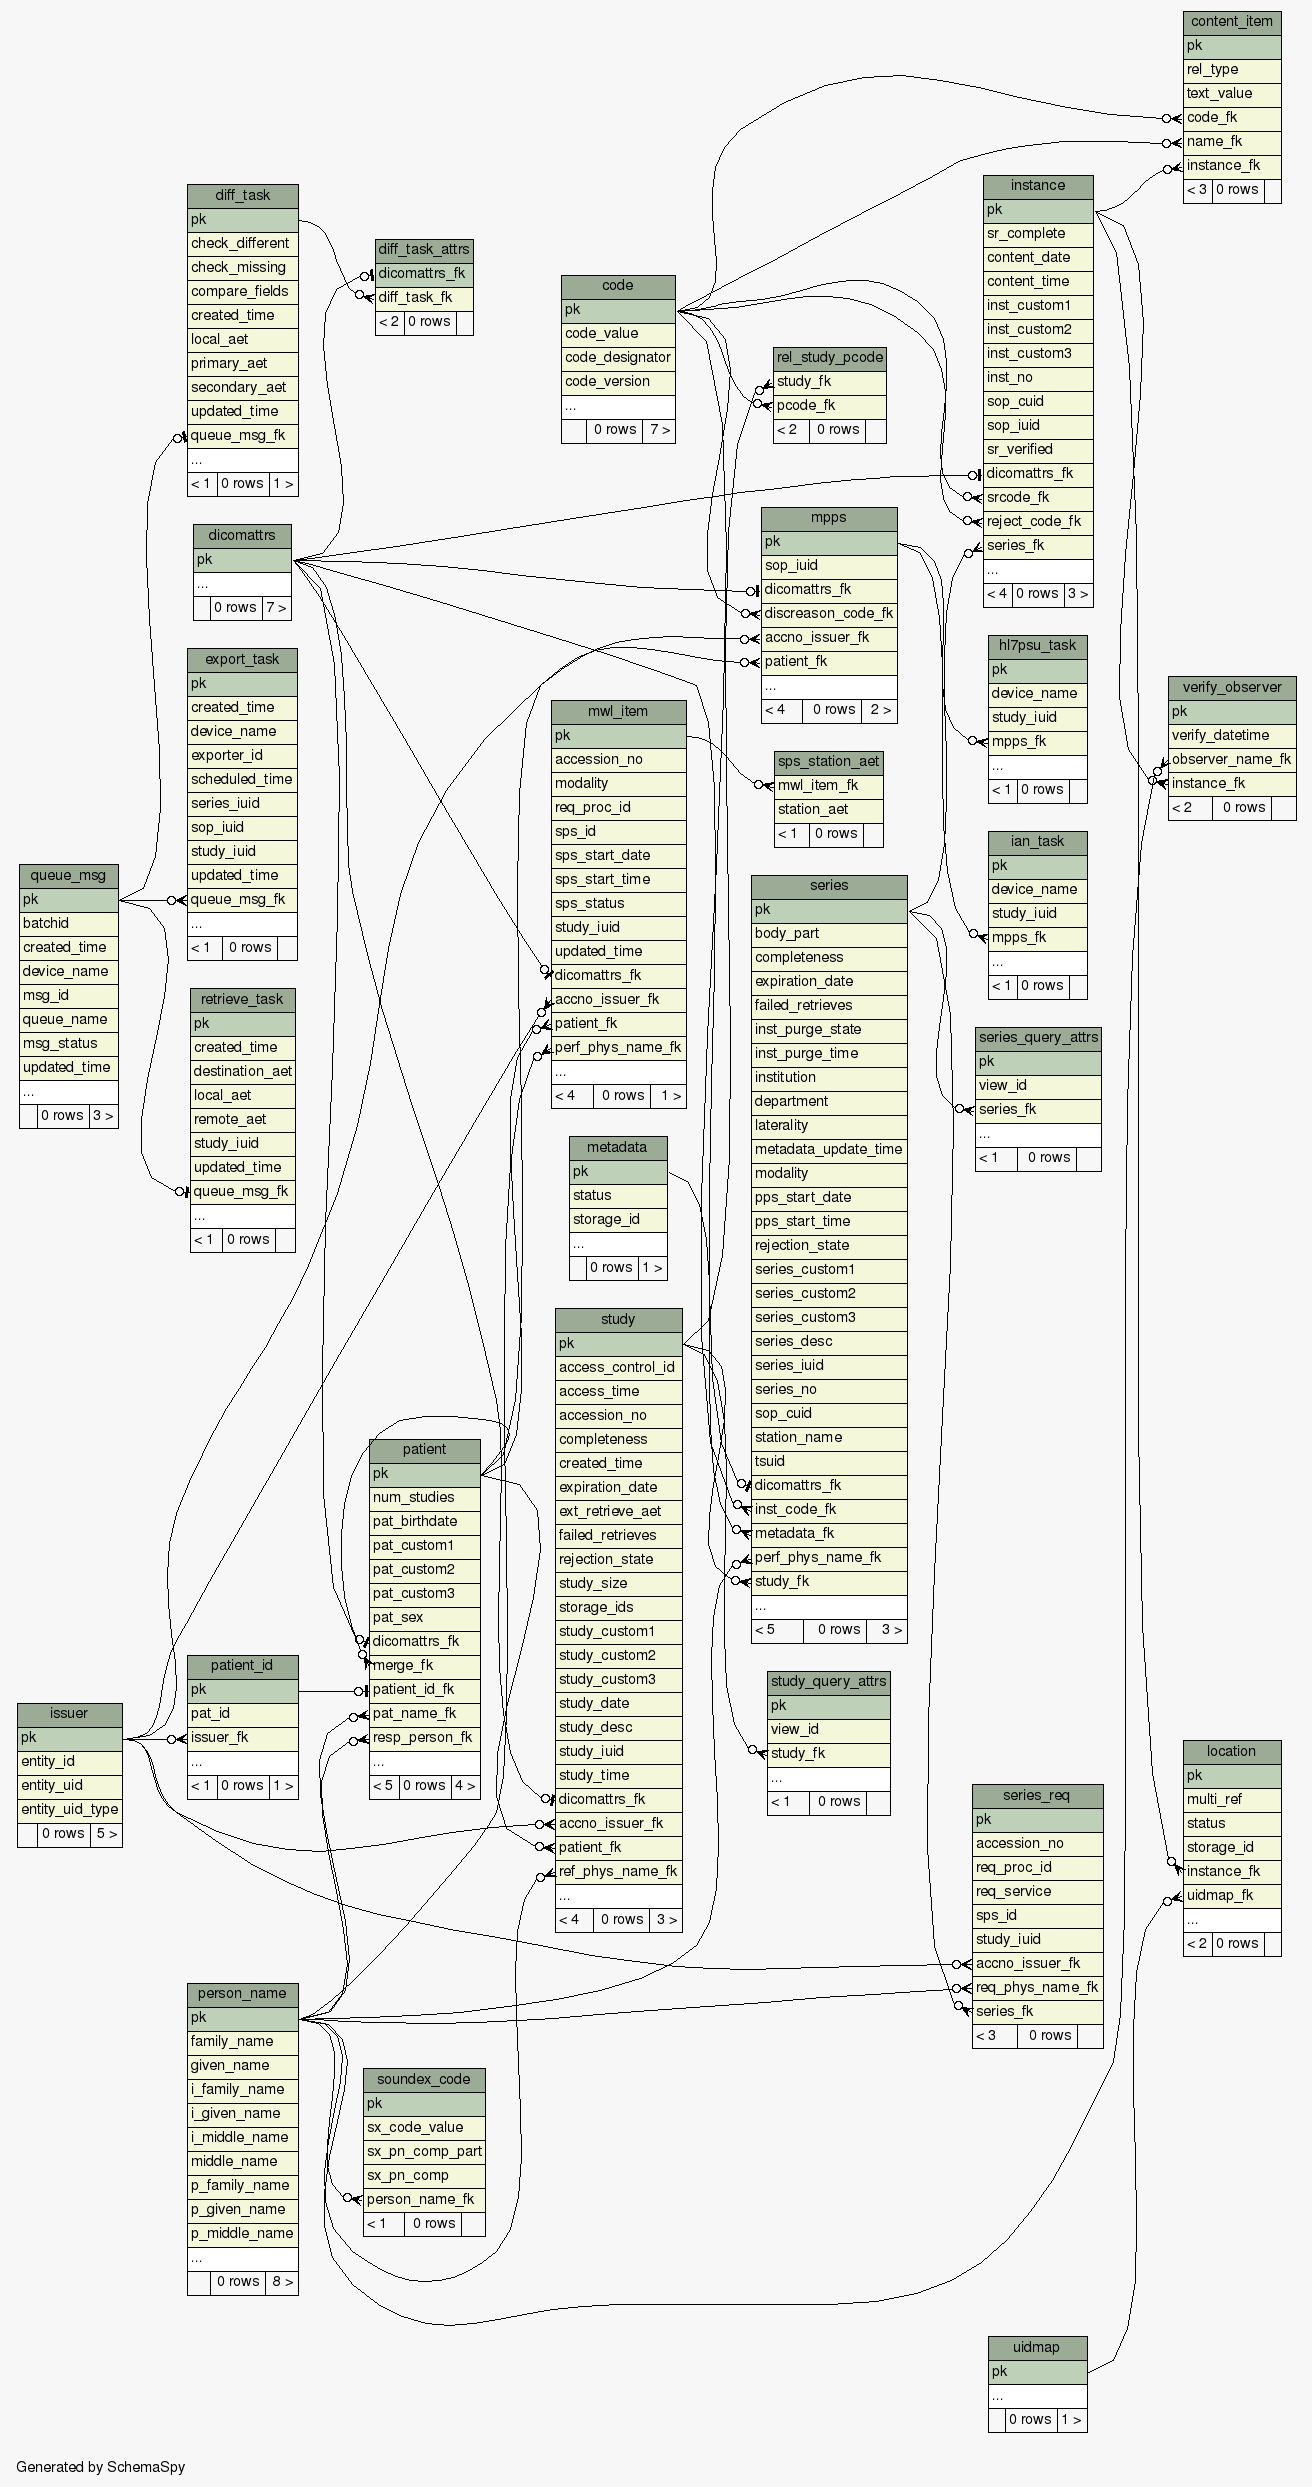 content_item
pk
rel_type
text_value
code_fk
name_fk
instance_fk
< 3 0 rows
instance
pk
sr_complete
content_date
content_time
inst_custom1
inst_custom2
inst_custom3
inst_no
sop_cuid
sop_iuid
sr_verified
dicomattrs_fk
srcode_fk
reject_code_fk
series_fk
...
< 4 0 rows 3 >
diff_task
pk
check_different
check_missing
compare_fields
created_time
local_aet
primary_aet
secondary_aet
updated_time
queue_msg_fk
...
< 1 0 rows 1 >
diff_task_attrs
dicomattrs_fk
diff_task_fk
< 2 0 rows
code
pk
code_value
code_designator
code_version
...
0 rows 7 >
rel_study_pcode
study_fk
pcode_fk
< 2 0 rows
dicomattrs
pk
...
0 rows 7 >
mpps
pk
sop_iuid
dicomattrs_fk
discreason_code_fk
accno_issuer_fk
patient_fk
...
< 4 0 rows 2 >
hl7psu_task
pk
device_name
study_iuid
mpps_fk
...
< 1 0 rows
verify_observer
pk
verify_datetime
observer_name_fk
instance_fk
< 2 0 rows
export_task
pk
created_time
device_name
exporter_id
scheduled_time
series_iuid
sop_iuid
study_iuid
updated_time
queue_msg_fk
...
< 1 0 rows
mwl_item
pk
accession_no
modality
req_proc_id
sps_id
sps_start_date
sps_start_time
sps_status
study_iuid
updated_time
dicomattrs_fk
accno_issuer_fk
patient_fk
perf_phys_name_fk
...
< 4 0 rows 1 >
sps_station_aet
mwl_item_fk
station_aet
< 1 0 rows
ian_task
pk
device_name
study_iuid
mpps_fk
...
< 1 0 rows
queue_msg
pk
batchid
created_time
device_name
msg_id
queue_name
msg_status
updated_time
...
0 rows 3 >
series
pk
body_part
completeness
expiration_date
failed_retrieves
inst_purge_state
inst_purge_time
institution
department
laterality
metadata_update_time
modality
pps_start_date
pps_start_time
rejection_state
series_custom1
series_custom2
series_custom3
series_desc
series_iuid
series_no
sop_cuid
station_name
tsuid
dicomattrs_fk
inst_code_fk
metadata_fk
perf_phys_name_fk
study_fk
...
< 5 0 rows 3 >
retrieve_task
pk
created_time
destination_aet
local_aet
remote_aet
study_iuid
updated_time
queue_msg_fk
...
< 1 0 rows
series_query_attrs
pk
view_id
series_fk
...
< 1 0 rows
metadata
pk
status
storage_id
...
0 rows 1 >
study
pk
access_control_id
access_time
accession_no
completeness
created_time
expiration_date
ext_retrieve_aet
failed_retrieves
rejection_state
study_size
storage_ids
study_custom1
study_custom2
study_custom3
study_date
study_desc
study_iuid
study_time
dicomattrs_fk
accno_issuer_fk
patient_fk
ref_phys_name_fk
...
< 4 0 rows 3 >
patient
pk
num_studies
pat_birthdate
pat_custom1
pat_custom2
pat_custom3
pat_sex
dicomattrs_fk
merge_fk
patient_id_fk
pat_name_fk
resp_person_fk
...
< 5 0 rows 4 >
patient_id
pk
pat_id
issuer_fk
...
< 1 0 rows 1 >
issuer
pk
entity_id
entity_uid
entity_uid_type
0 rows 5 >
study_query_attrs
pk
view_id
study_fk
...
< 1 0 rows
location
pk
multi_ref
status
storage_id
instance_fk
uidmap_fk
...
< 2 0 rows
series_req
pk
accession_no
req_proc_id
req_service
sps_id
study_iuid
accno_issuer_fk
req_phys_name_fk
series_fk
< 3 0 rows
person_name
pk
family_name
given_name
i_family_name
i_given_name
i_middle_name
middle_name
p_family_name
p_given_name
p_middle_name
...
0 rows 8 >
soundex_code
pk
sx_code_value
sx_pn_comp_part
sx_pn_comp
person_name_fk
< 1 0 rows
uidmap
pk
...
0 rows 1 >
Generated by SchemaSpy